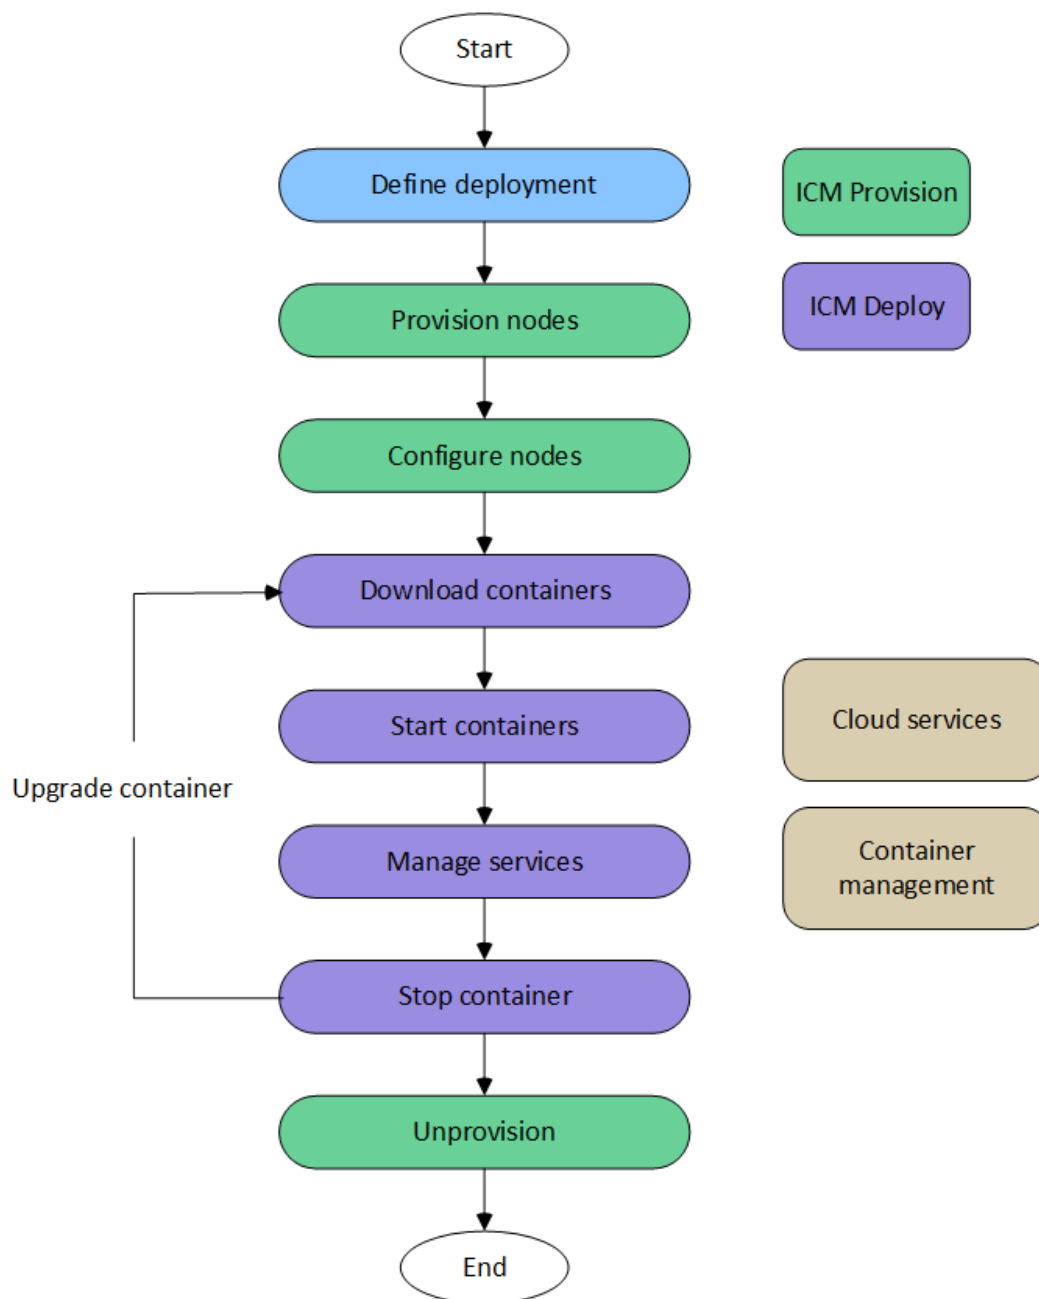 Start
Define deployment
ICM Provision
ICM Deploy
Provision nodes
Configure nodes
Download containers
Start containers
Cloud services
Upgrade container
Manage services
Container
management
Stop container
Unprovision
End